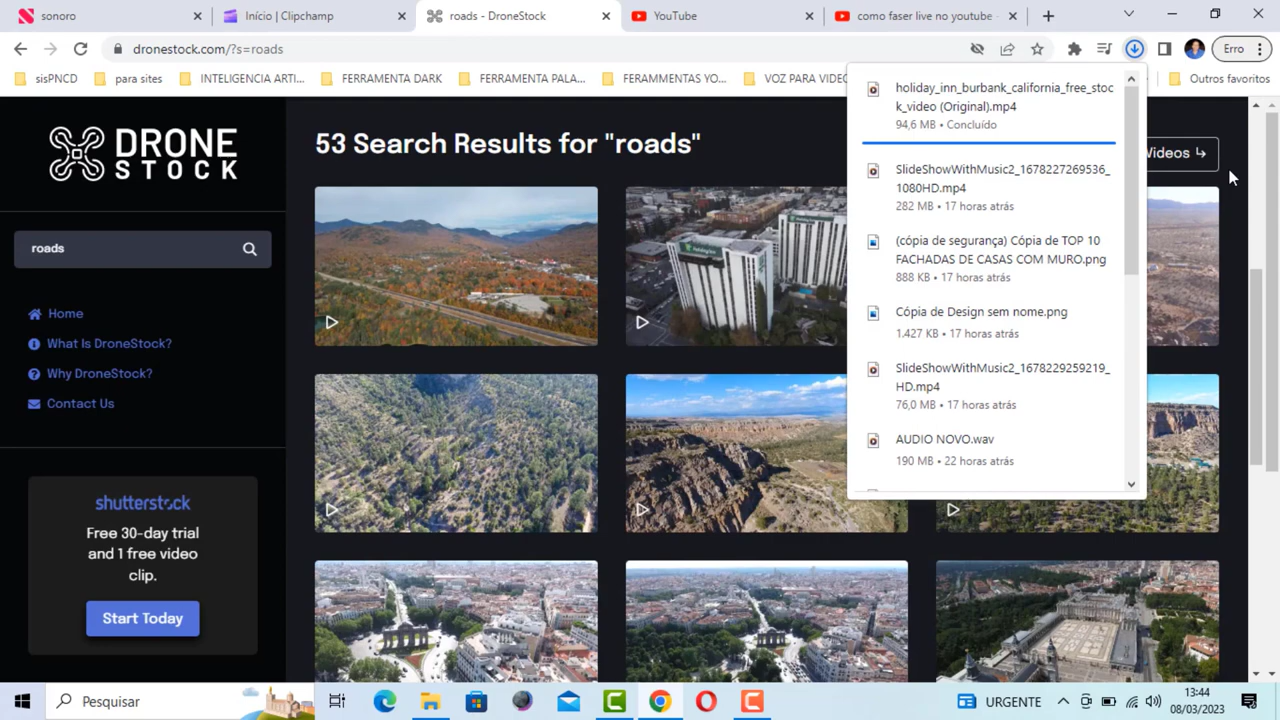 sonoro
Início | Clipchamp
roads - DroneStock
YouTube
como faser live no youtube
dronestock.com/?s=roads
Erro
sisPNCD
para sites
INTELIGENCIA ARTI...
FERRAMENTA DARK
FERRAMENTA PALA...
FERAMMENTAS YO...
VOZ PARA VIDEO
Outros favoritos
DRONE
STOCK
roads
Home
What Is DroneStock?
Why DroneStock?
Contact Us
shutterstock
Free 30-day trial
and 1 free video
clip.
Start Today
53 Search Results for "roads"
Videos
Holiday Inn
holiday_inn_burbank_california_free_stoc
k_video (Original).mp4
94,6 MB • Concluído
SlideShowWithMusic2_1678227269536_
1080HD.mp4
282 MB • 17 horas atrás
(cópia de segurança) Cópia de TOP 10
FACHADAS DE CASAS COM MURO.png
888 KB • 17 horas atrás
Cópia de Design sem nome.png
1.427 KB • 17 horas atrás
SlideShowWithMusic2_1678229259219_
HD.mp4
76,0 MB • 17 horas atrás
AUDIO NOVO.wav
190 MB • 22 horas atrás
Pesquisar
URGENTE
13:44
08/03/2023